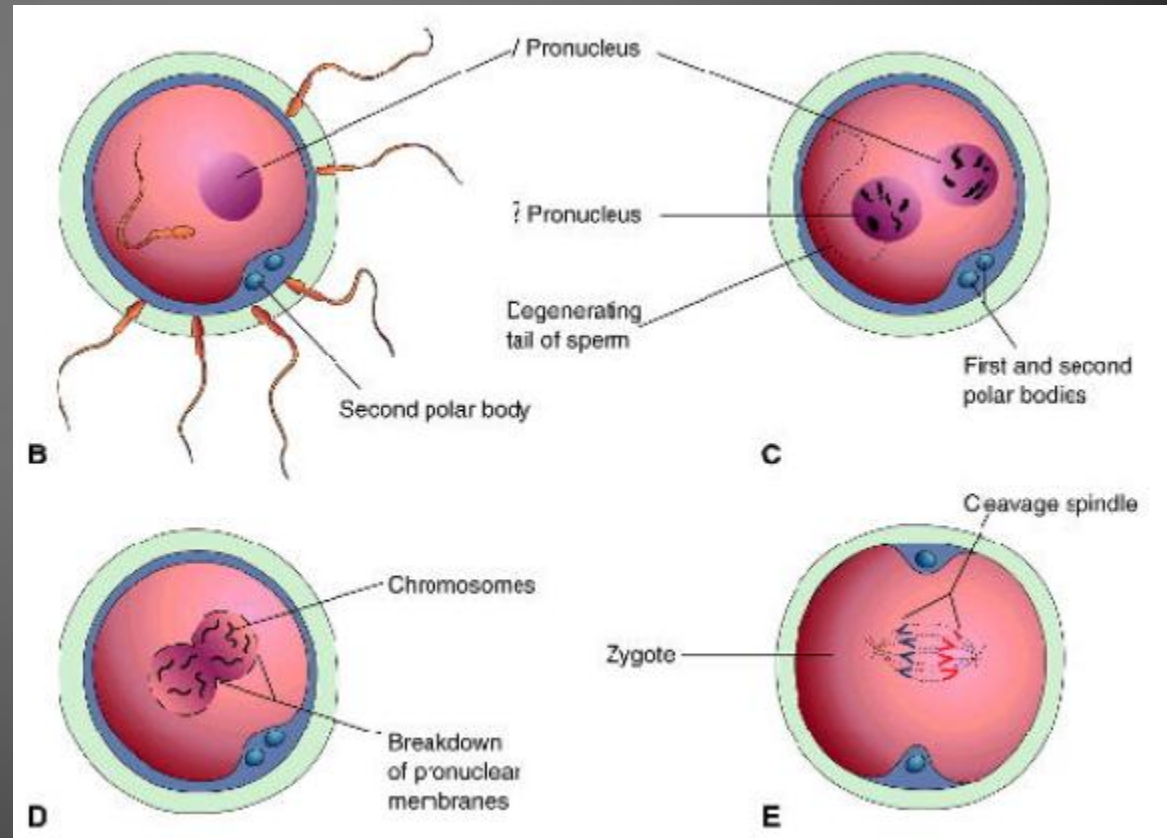 / Pronucleus
? Pronucleus
Degenerating
tail of sperm
First and second
polar bodies
Second polar body
B
C
Cleavage spindle
Chromosomes
Zygote
Breakdown
of pronuclear
membranes
D
E